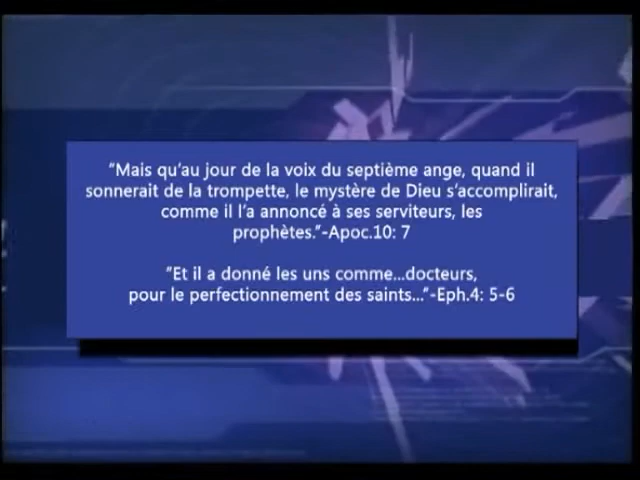 “Mais qu’au jour de la voix du septième ange, quand il
sonnerait de la trompette, le mystère de Dieu s’accomplirait,
comme il l’a annoncé à ses serviteurs, les
prophètes.”-Apoc.10: 7
“Et il a donné les uns comme...docteurs,
pour le perfectionnement des saints...”-Eph.4: 5-6